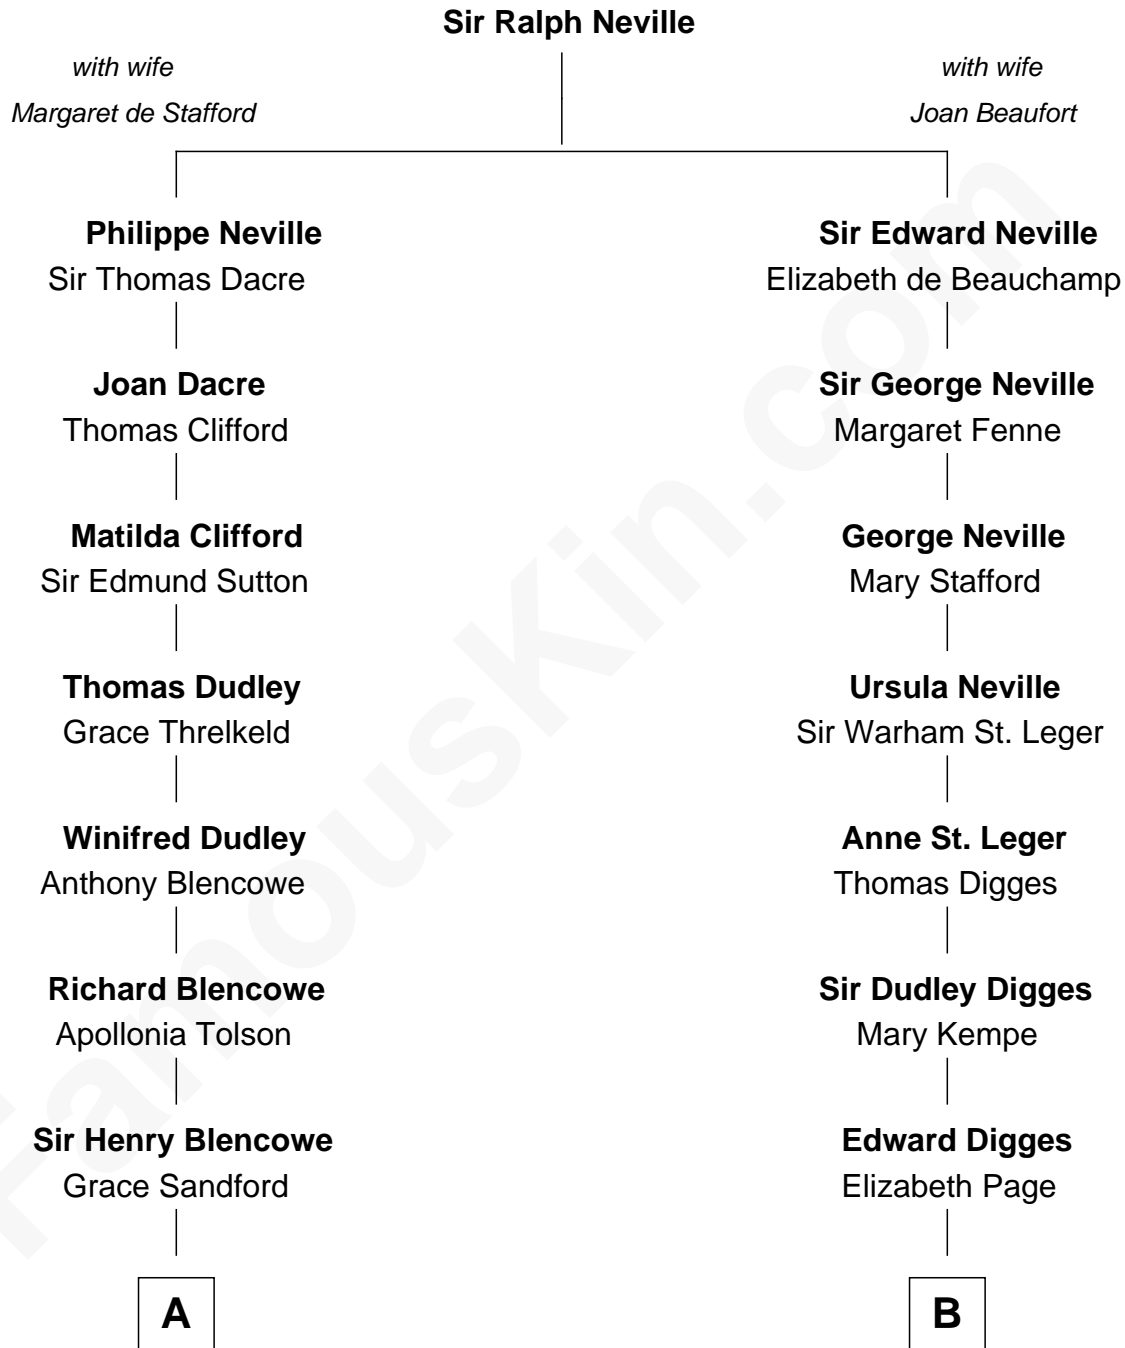 Sir Ralph Neville
with wife
Margaret de Stafford
with wife
Joan Beaufort
Philippe Neville
Sir Thomas Dacre
Sir Edward Neville
Elizabeth de Beauchamp
Joan Dacre
Thomas Clifford
Sir George Neville
Margaret Fenne
Matilda Clifford
Sir Edmund Sutton
George Neville
Mary Stafford
Thomas Dudley
Grace Threlkeld
Ursula Neville
Sir Warham St. Leger
Winifred Dudley
Anthony Blencowe
Anne St. Leger
Thomas Digges
Richard Blencowe
Apollonia Tolson
Sir Dudley Digges
Mary Kempe
Sir Henry Blencowe
Grace Sandford
Edward Digges
Elizabeth Page
A
B
FamousKin.com